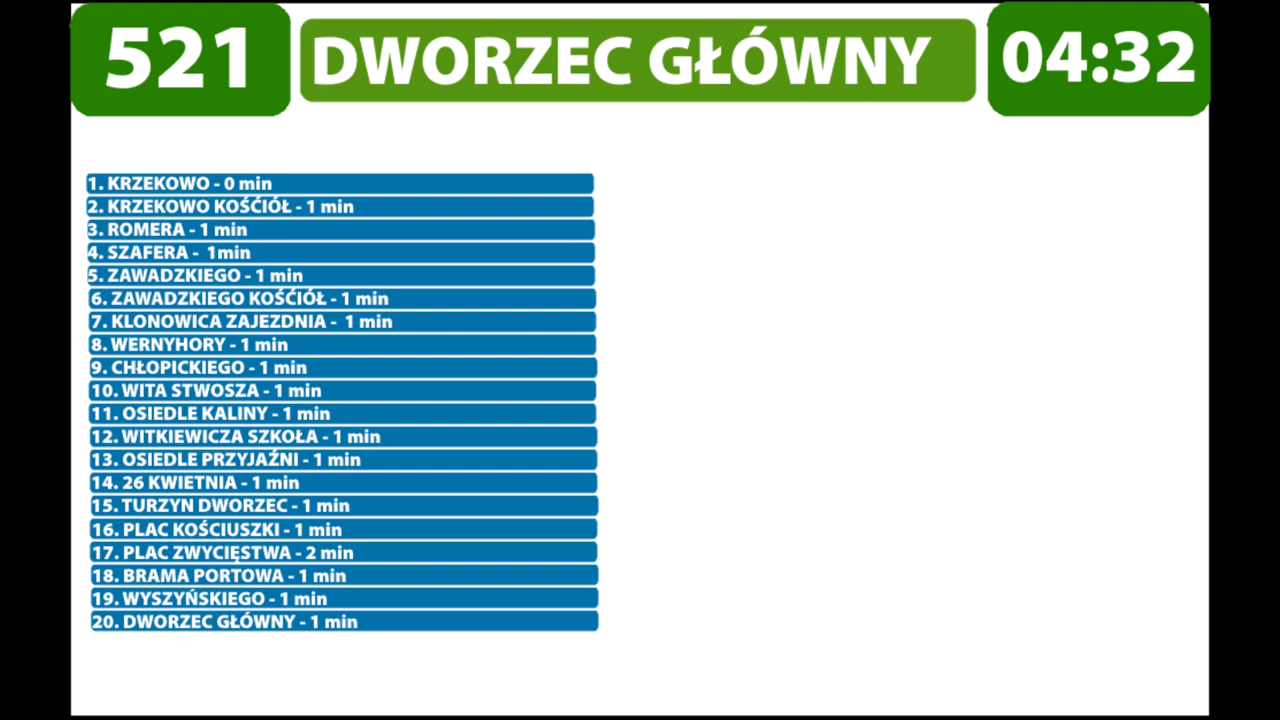 521 DWORZEC GŁÓWNY 04:32
1. KRZEKOWO - 0 min
2. KRZEKOWO KOŚĆIÓŁ - 1 min
3. ROMERA - 1 min
4. SZAFERA -  1min
5. ZAWADZKIEGO - 1 min
6. ZAWADZKIEGO KOŚĆIÓŁ - 1 min
7. KLONOWICA ZAJEZDNIA -  1 min
8. WERNYHORY - 1 min
9. CHŁOPICKIEGO - 1 min
10. WITA STWOSZA - 1 min
11. OSIEDLE KALINY - 1 min
12. WITKIEWICZA SZKOŁA - 1 min
13. OSIEDLE PRZYJAŹNI - 1 min
14. 26 KWIETNIA - 1 min
15. TURZYN DWORZEC - 1 min
16. PLAC KOŚCIUSZKI - 1 min
17. PLAC ZWYCIĘSTWA - 2 min
18. BRAMA PORTOWA - 1 min
19. WYSZYŃSKIEGO - 1 min
20. DWORZEC GŁÓWNY - 1 min